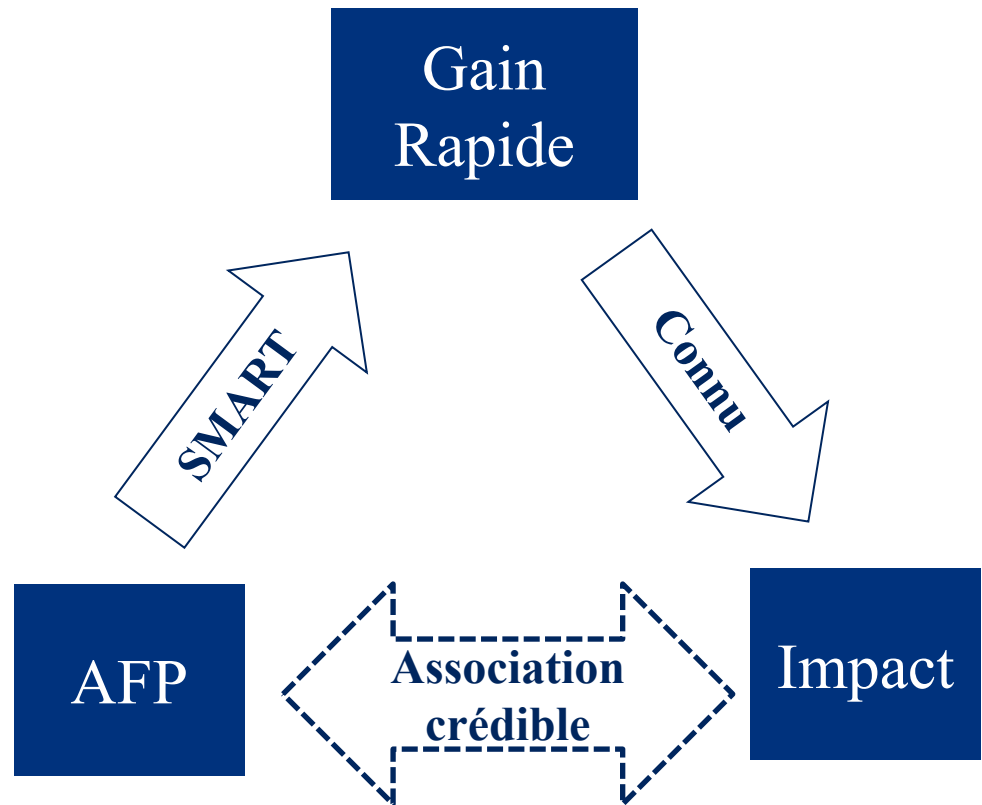 Gain
Rapide
SMART
Connu
AFP
Association
crédible
Impact